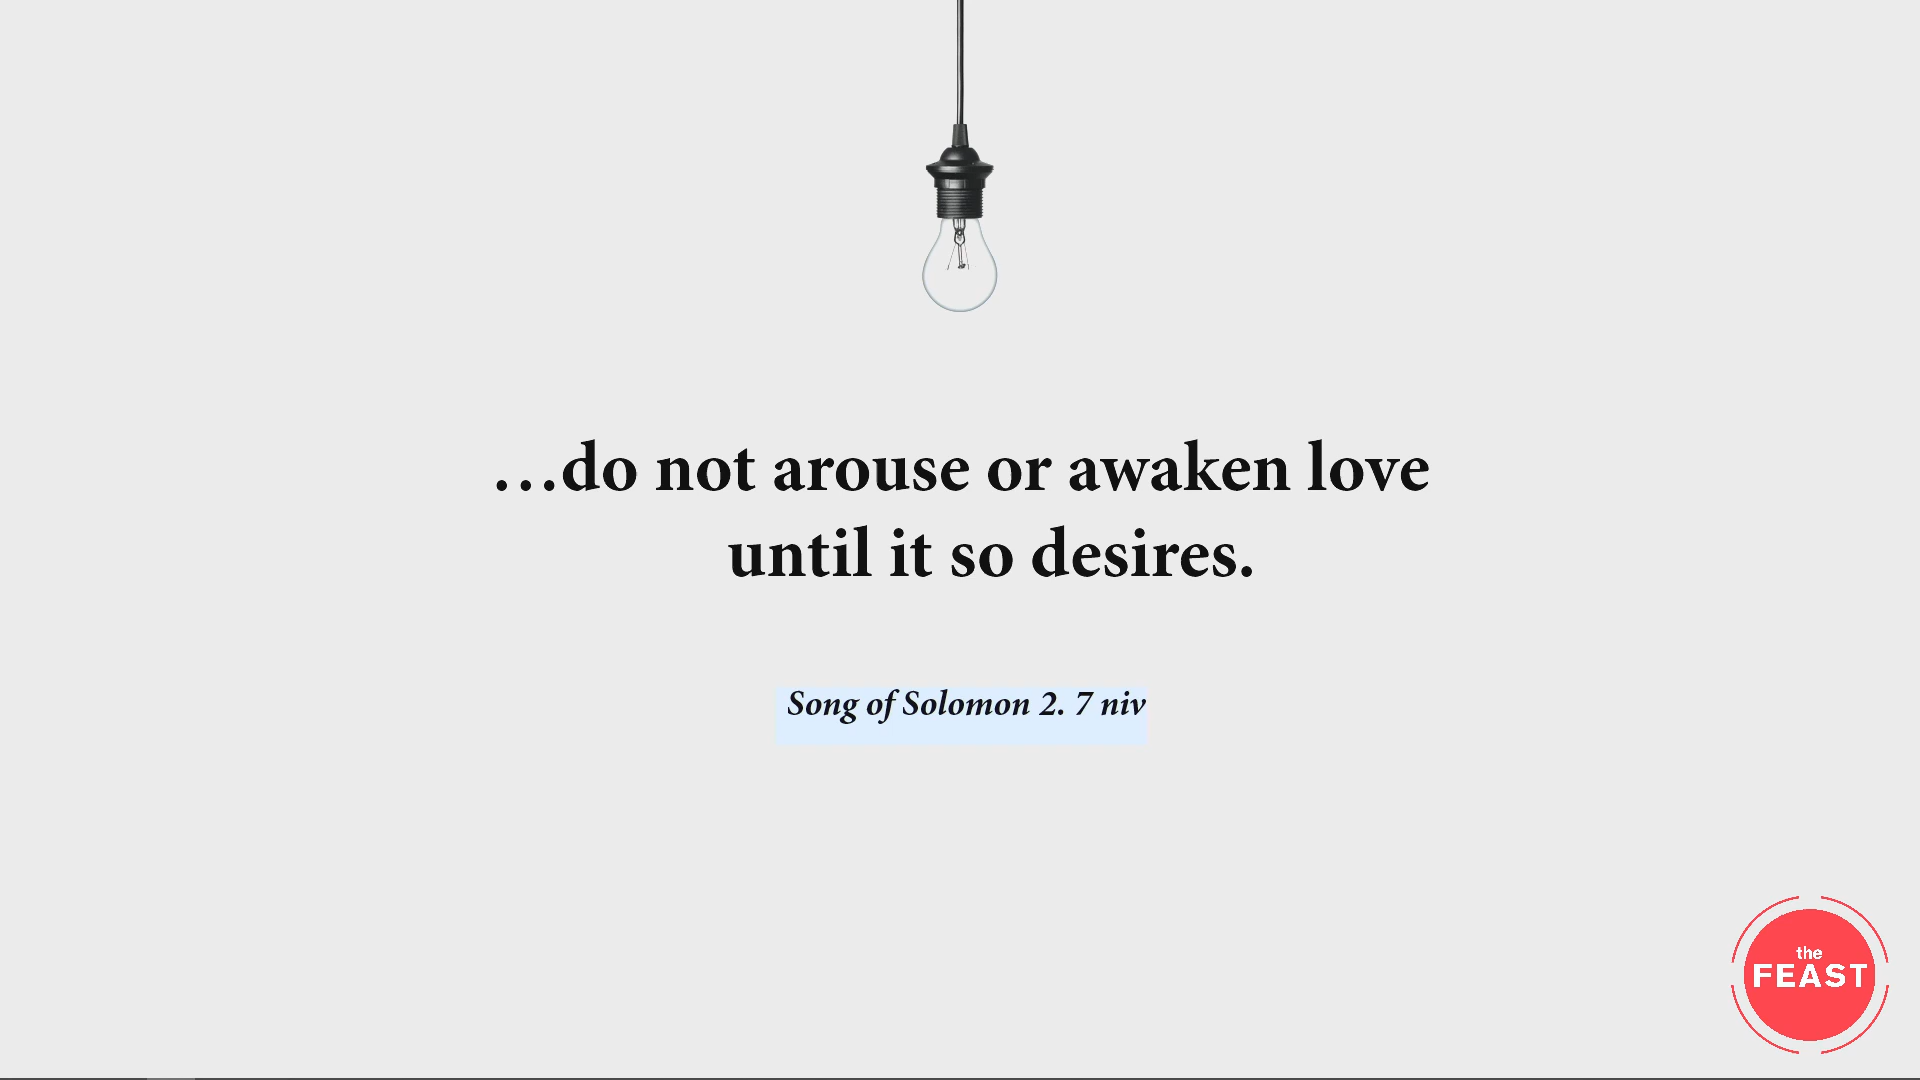 …do not arouse or awaken love
until it so desires.
Song of Solomon 2. 7 niv
the
FEAST